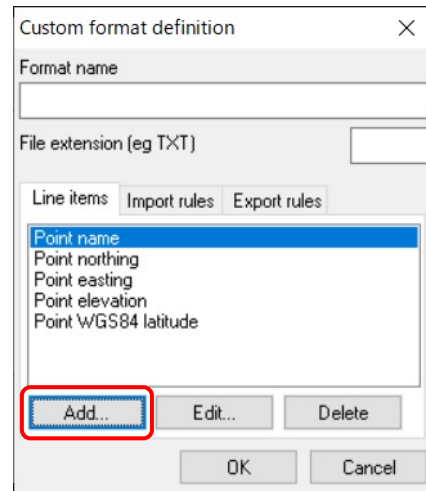 Custom format definition
Format name
File extension (eg TXT)
Line items Import rules Export rules
Point name
Point northing
Point easting
Point elevation
Point WGS84 latitude
Add... Edit... Delete
OK Cancel